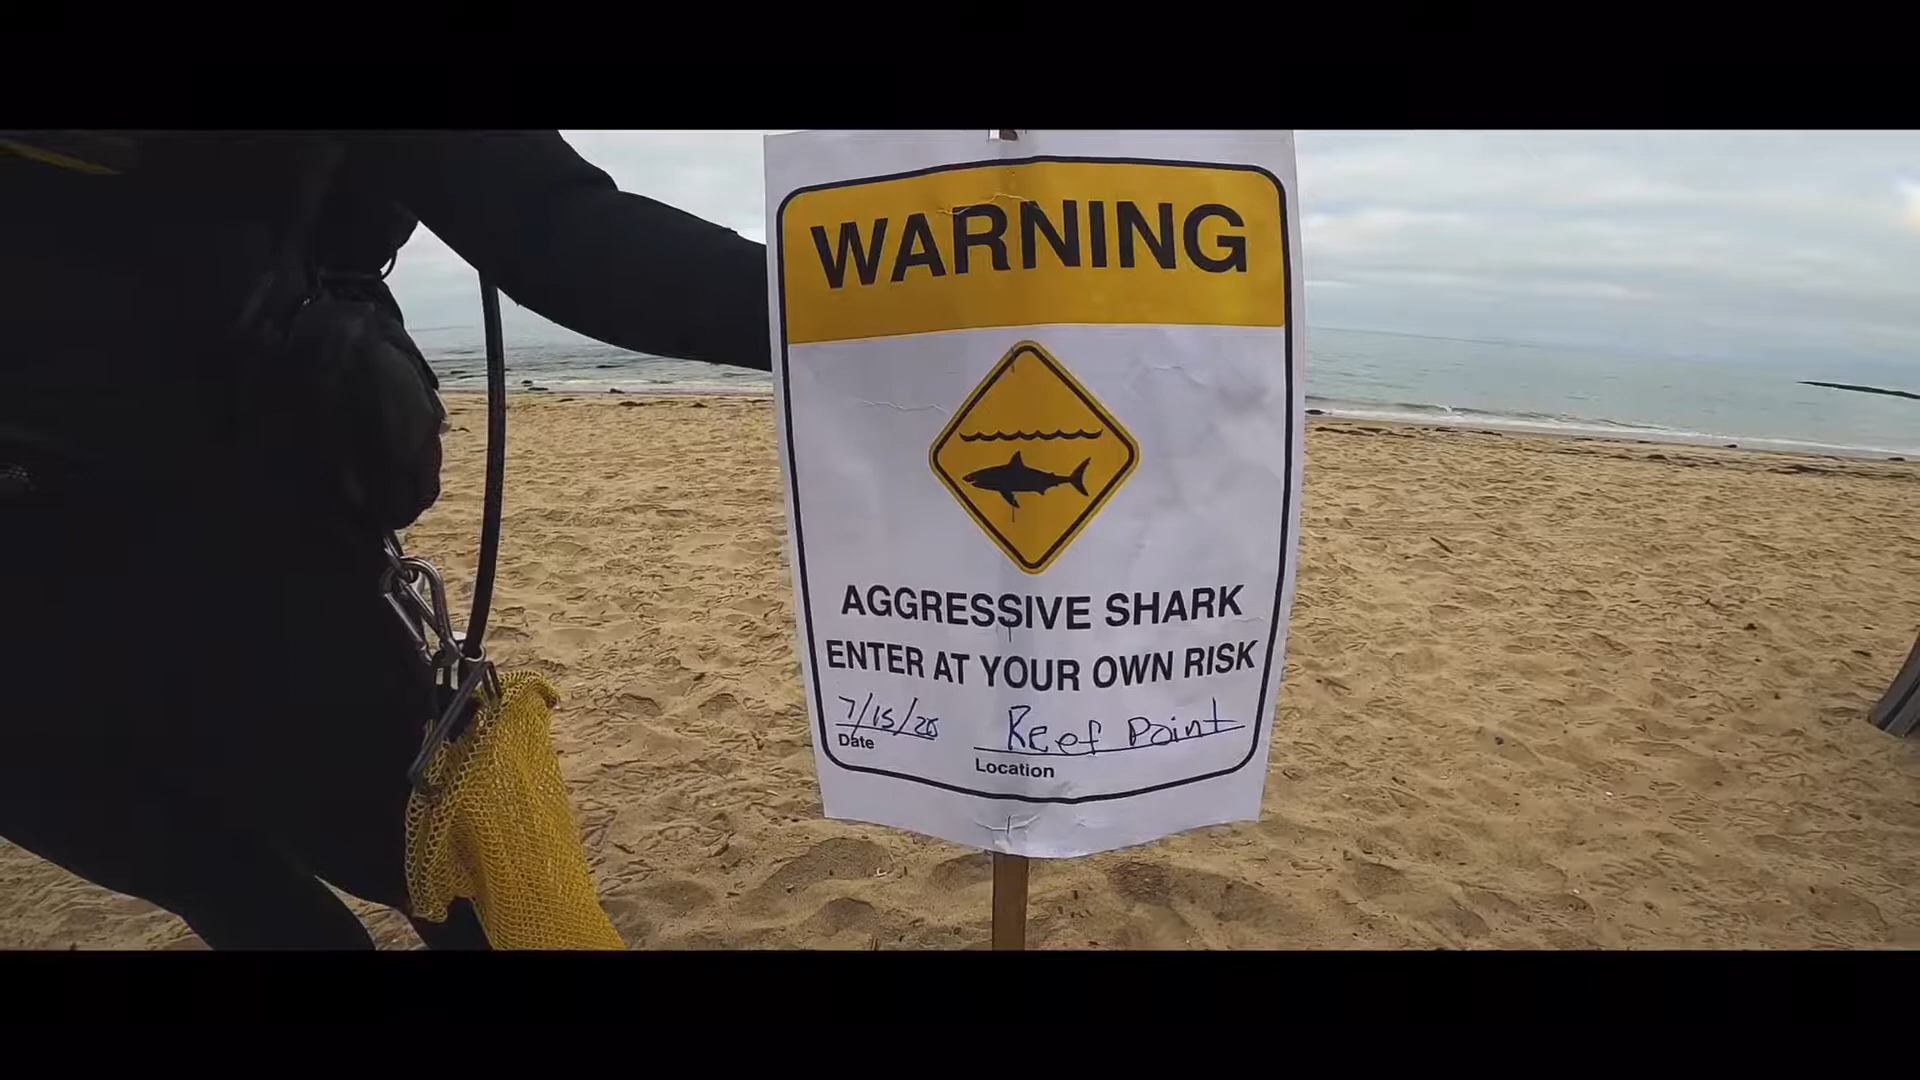 WARNING
AGGRESSIVE SHARK
ENTER AT YOUR OWN RISK
7/15/20 Reef Point
Date Location